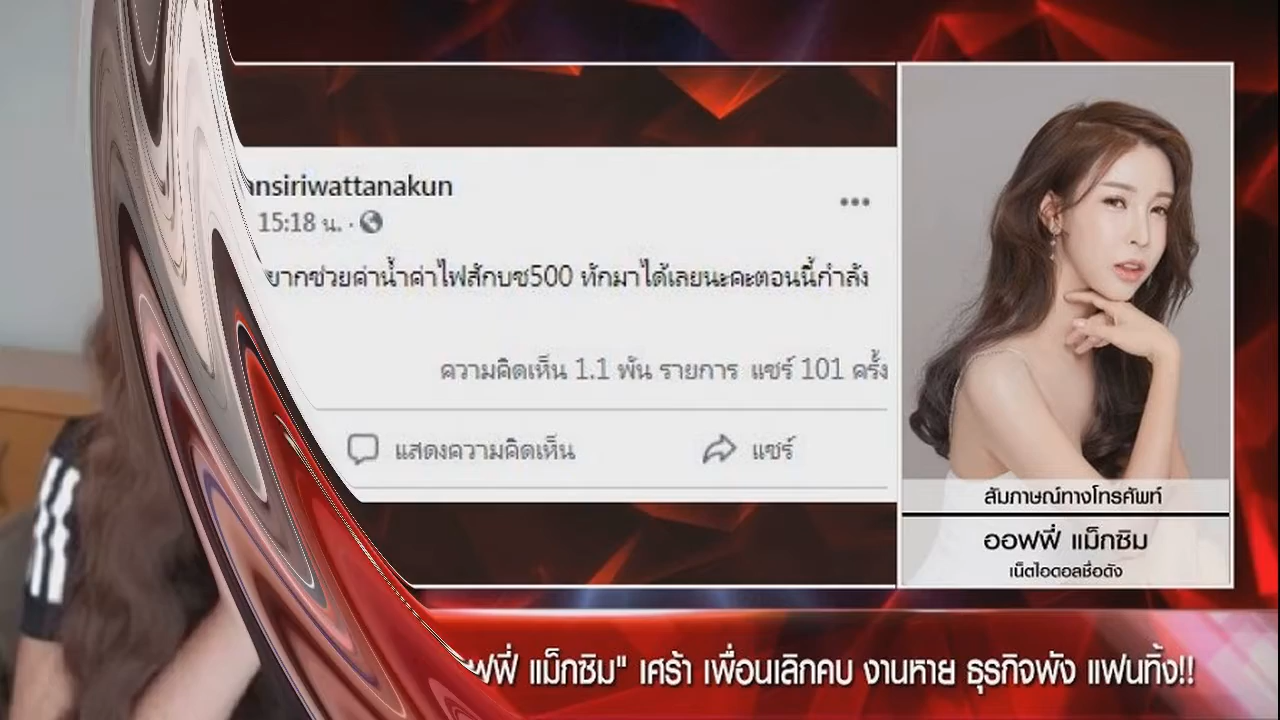 ansiriwattanakun
15:18 น. ·
ยากช่วยค่าน้ำค่าไฟสักบช500 ทักมาได้เลยนะคะตอนนี้กำลัง
ความคิดเห็น 1.1 พัน รายการ แชร์ 101 ครั้ง
แสดงความคิดเห็น แชร์
สัมภาษณ์ทางโทรศัพท์
ออฟฟี่ แม็กซิม
เน็ตไอดอลชื่อดัง
ฟฟี่ แม็กซิม" เศร้า เพื่อนเลิกคบ งานหาย ธุรกิจพัง แฟนทิ้ง!!